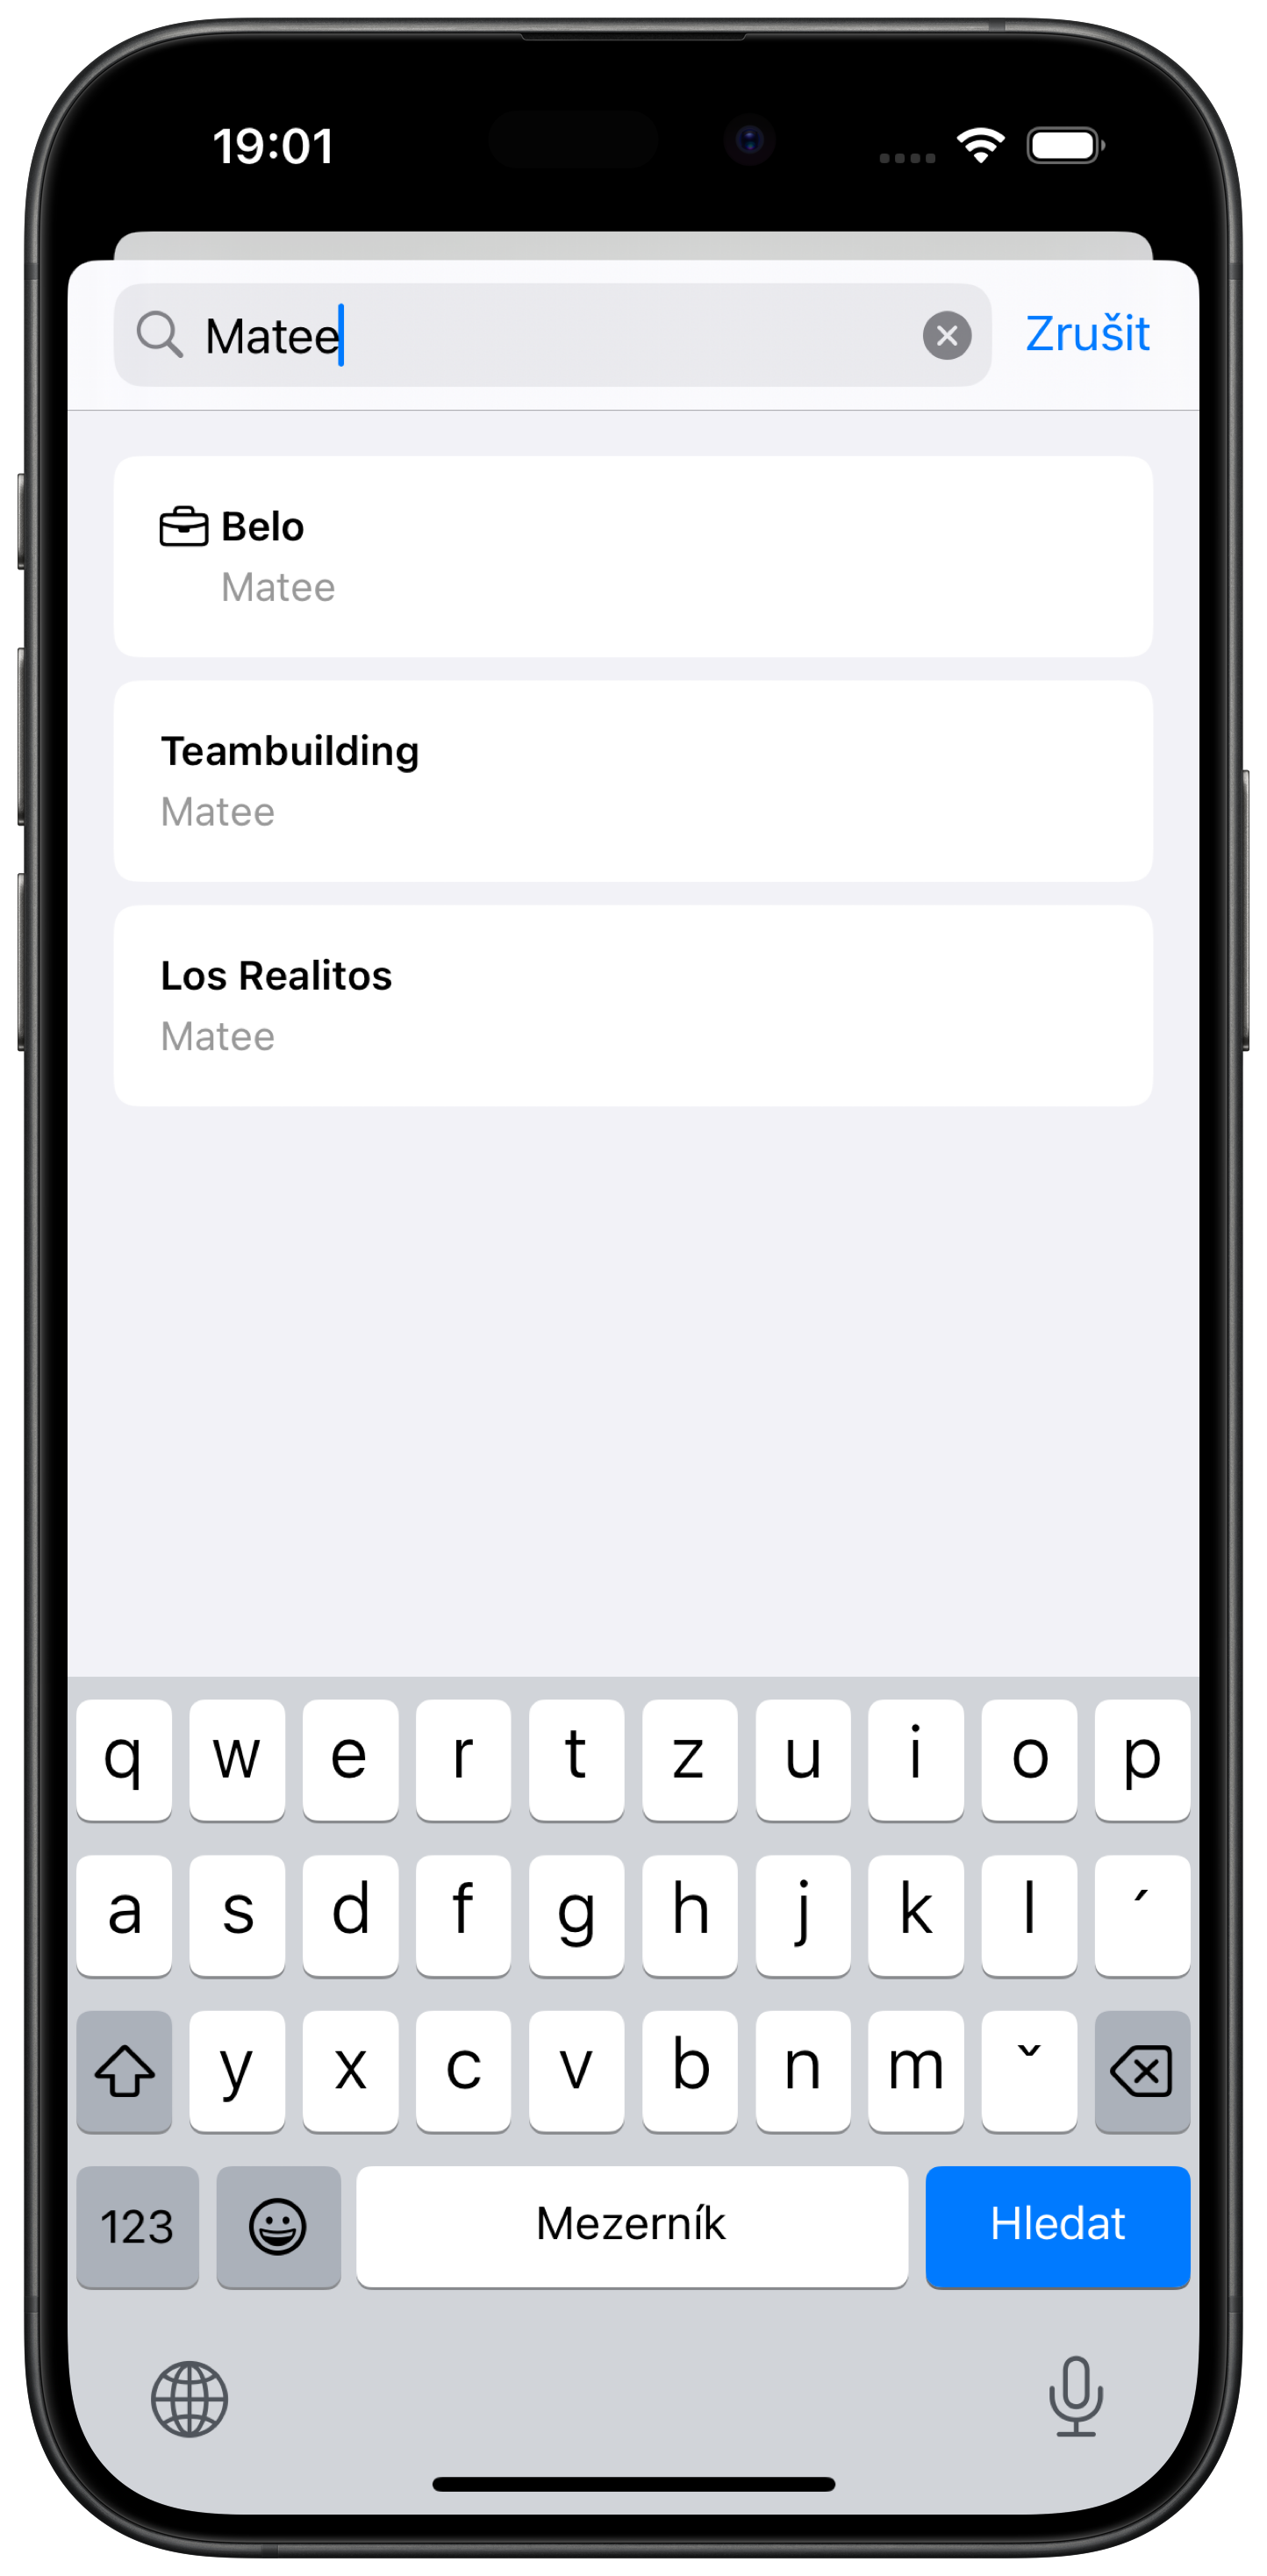 19:01
Matee
Zrušit
Belo
Matee
Teambuilding
Matee
Los Realitos
Matee
q w e r t z u i o p
a s d f g h j k l ´
y x c v b n m ˇ
123 Mezerník Hledat